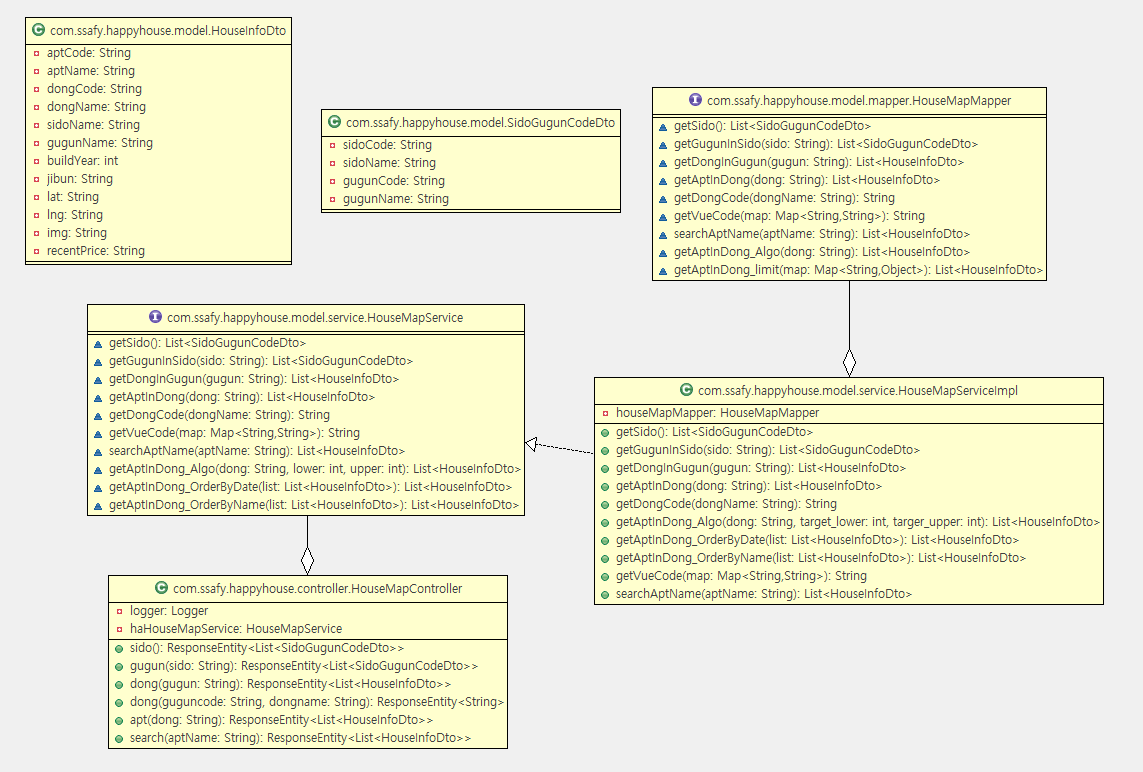 com.ssafy.happyhouse.model.HouseInfoDto
aptCode: String
aptName: String
dongCode: String
dongName: String
sidoName: String
gugunName: String
buildYear: int
jibun: String
lat: String
lng: String
img: String
recentPrice: String
com.ssafy.happyhouse.model.SidoGugunCodeDto
sidoCode: String
sidoName: String
gugunCode: String
gugunName: String
com.ssafy.happyhouse.model.mapper.HouseMapMapper
getSido(): List<SidoGugunCodeDto>
getGugunInSido(sido: String): List<SidoGugunCodeDto>
getDongInGugun(gugun: String): List<HouseInfoDto>
getAptInDong(dong: String): List<HouseInfoDto>
getDongCode(dongName: String): String
getVueCode(map: Map<String,String>): String
searchAptName(aptName: String): List<HouseInfoDto>
getAptInDong_Algo(dong: String): List<HouseInfoDto>
getAptInDong_limit(map: Map<String,Object>): List<HouseInfoDto>
com.ssafy.happyhouse.model.service.HouseMapService
getSido(): List<SidoGugunCodeDto>
getGugunInSido(sido: String): List<SidoGugunCodeDto>
getDongInGugun(gugun: String): List<HouseInfoDto>
getAptInDong(dong: String): List<HouseInfoDto>
getDongCode(dongName: String): String
getVueCode(map: Map<String,String>): String
searchAptName(aptName: String): List<HouseInfoDto>
getAptInDong_Algo(dong: String, lower: int, upper: int): List<HouseInfoDto>
getAptInDong_OrderByDate(list: List<HouseInfoDto>): List<HouseInfoDto>
getAptInDong_OrderByName(list: List<HouseInfoDto>): List<HouseInfoDto>
com.ssafy.happyhouse.model.service.HouseMapServiceImpl
houseMapMapper: HouseMapMapper
getSido(): List<SidoGugunCodeDto>
getGugunInSido(sido: String): List<SidoGugunCodeDto>
getDongInGugun(gugun: String): List<HouseInfoDto>
getAptInDong(dong: String): List<HouseInfoDto>
getDongCode(dongName: String): String
getAptInDong_Algo(dong: String, target_lower: int, targer_upper: int): List<HouseInfoDto>
getAptInDong_OrderByDate(list: List<HouseInfoDto>): List<HouseInfoDto>
getAptInDong_OrderByName(list: List<HouseInfoDto>): List<HouseInfoDto>
getVueCode(map: Map<String,String>): String
searchAptName(aptName: String): List<HouseInfoDto>
com.ssafy.happyhouse.controller.HouseMapController
logger: Logger
haHouseMapService: HouseMapService
sido(): ResponseEntity<List<SidoGugunCodeDto>>
gugun(sido: String): ResponseEntity<List<SidoGugunCodeDto>>
dong(gugun: String): ResponseEntity<List<HouseInfoDto>>
dong(guguncode: String, dongname: String): ResponseEntity<String>
apt(dong: String): ResponseEntity<List<HouseInfoDto>>
search(aptName: String): ResponseEntity<List<HouseInfoDto>>